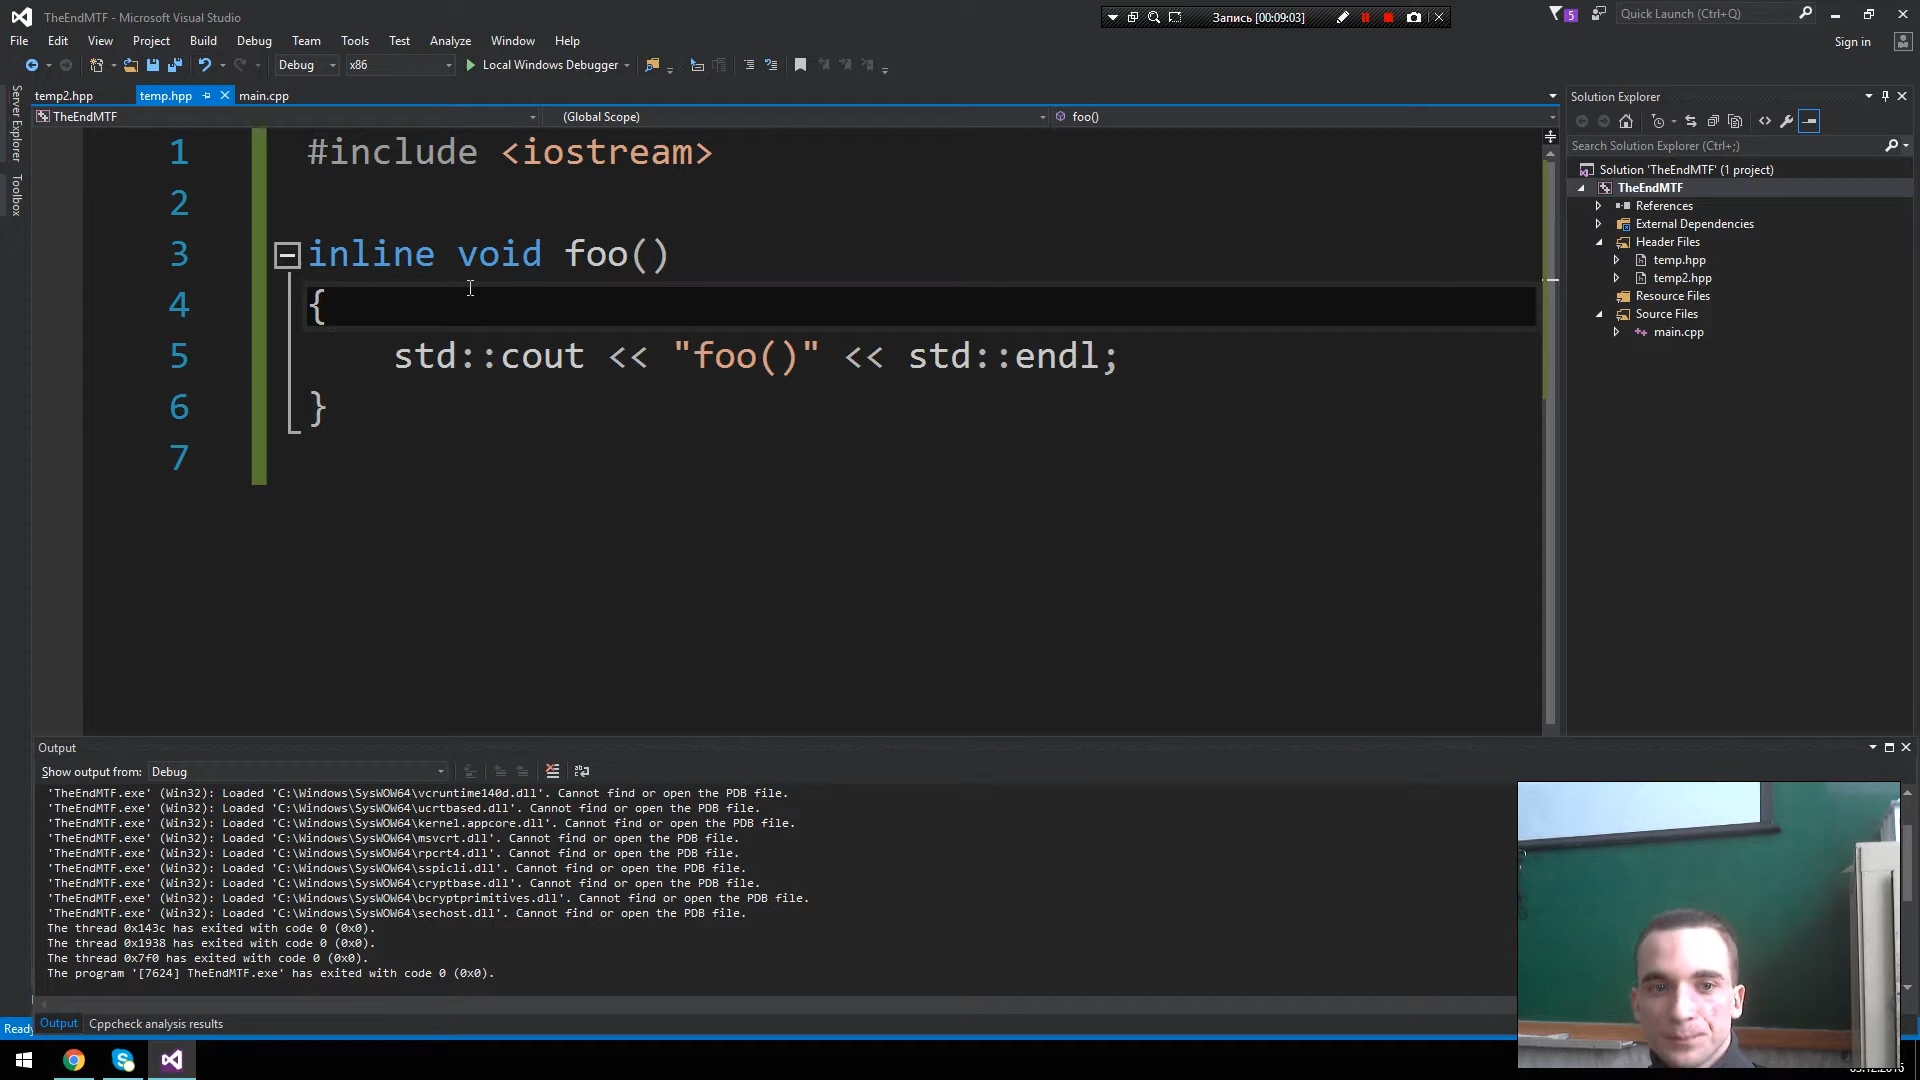 TheEndMTF - Microsoft Visual Studio
Запись [00:09:03]
5
Quick Launch (Ctrl+Q)
File Edit View Project Build Debug Team Tools Test Analyze Window Help
Sign in
Debug x86 Local Windows Debugger
Server Explorer
Toolbox
temp2.hpp temp.hpp main.cpp
TheEndMTF (Global Scope) foo()
1 #include <iostream>
2
3 inline void foo()
4 {
5 std::cout << "foo()" << std::endl;
6 }
7
Solution Explorer
Search Solution Explorer (Ctrl+;)
Solution 'TheEndMTF' (1 project)
TheEndMTF
References
External Dependencies
Header Files
temp.hpp
temp2.hpp
Resource Files
Source Files
main.cpp
Output
Show output from: Debug
'TheEndMTF.exe' (Win32): Loaded 'C:\Windows\SysWOW64\vcruntime140d.dll'. Cannot find or open the PDB file.
'TheEndMTF.exe' (Win32): Loaded 'C:\Windows\SysWOW64\ucrtbased.dll'. Cannot find or open the PDB file.
'TheEndMTF.exe' (Win32): Loaded 'C:\Windows\SysWOW64\kernel.appcore.dll'. Cannot find or open the PDB file.
'TheEndMTF.exe' (Win32): Loaded 'C:\Windows\SysWOW64\msvcrt.dll'. Cannot find or open the PDB file.
'TheEndMTF.exe' (Win32): Loaded 'C:\Windows\SysWOW64\rpcrt4.dll'. Cannot find or open the PDB file.
'TheEndMTF.exe' (Win32): Loaded 'C:\Windows\SysWOW64\sspicli.dll'. Cannot find or open the PDB file.
'TheEndMTF.exe' (Win32): Loaded 'C:\Windows\SysWOW64\cryptbase.dll'. Cannot find or open the PDB file.
'TheEndMTF.exe' (Win32): Loaded 'C:\Windows\SysWOW64\bcryptprimitives.dll'. Cannot find or open the PDB file.
'TheEndMTF.exe' (Win32): Loaded 'C:\Windows\SysWOW64\sechost.dll'. Cannot find or open the PDB file.
The thread 0x143c has exited with code 0 (0x0).
The thread 0x1938 has exited with code 0 (0x0).
The thread 0x7f0 has exited with code 0 (0x0).
The program '[7624] TheEndMTF.exe' has exited with code 0 (0x0).
Output Cppcheck analysis results
Ready